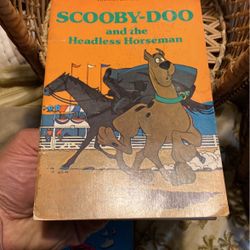 SCOOBY-DOO
and the
Headless Horseman